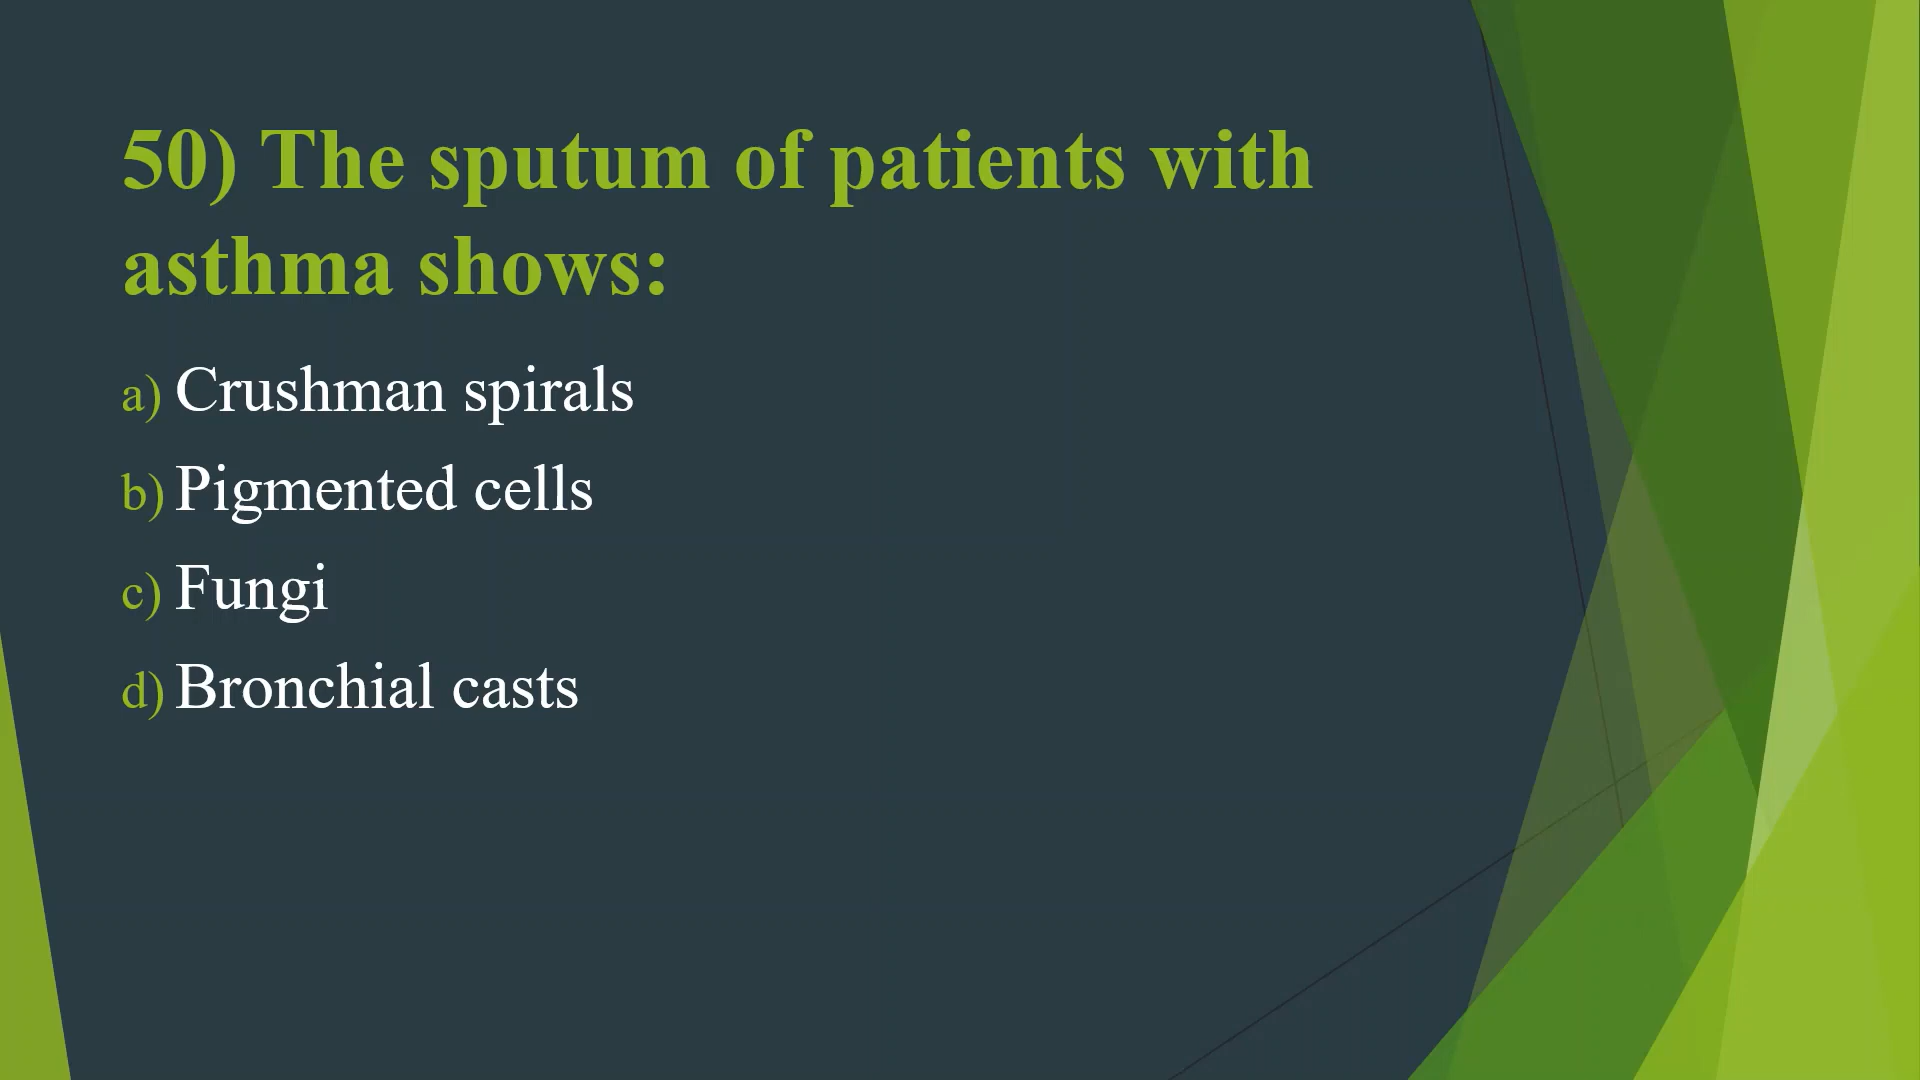 50) The sputum of patients with
asthma shows:
a) Crushman spirals
b) Pigmented cells
c) Fungi
d) Bronchial casts